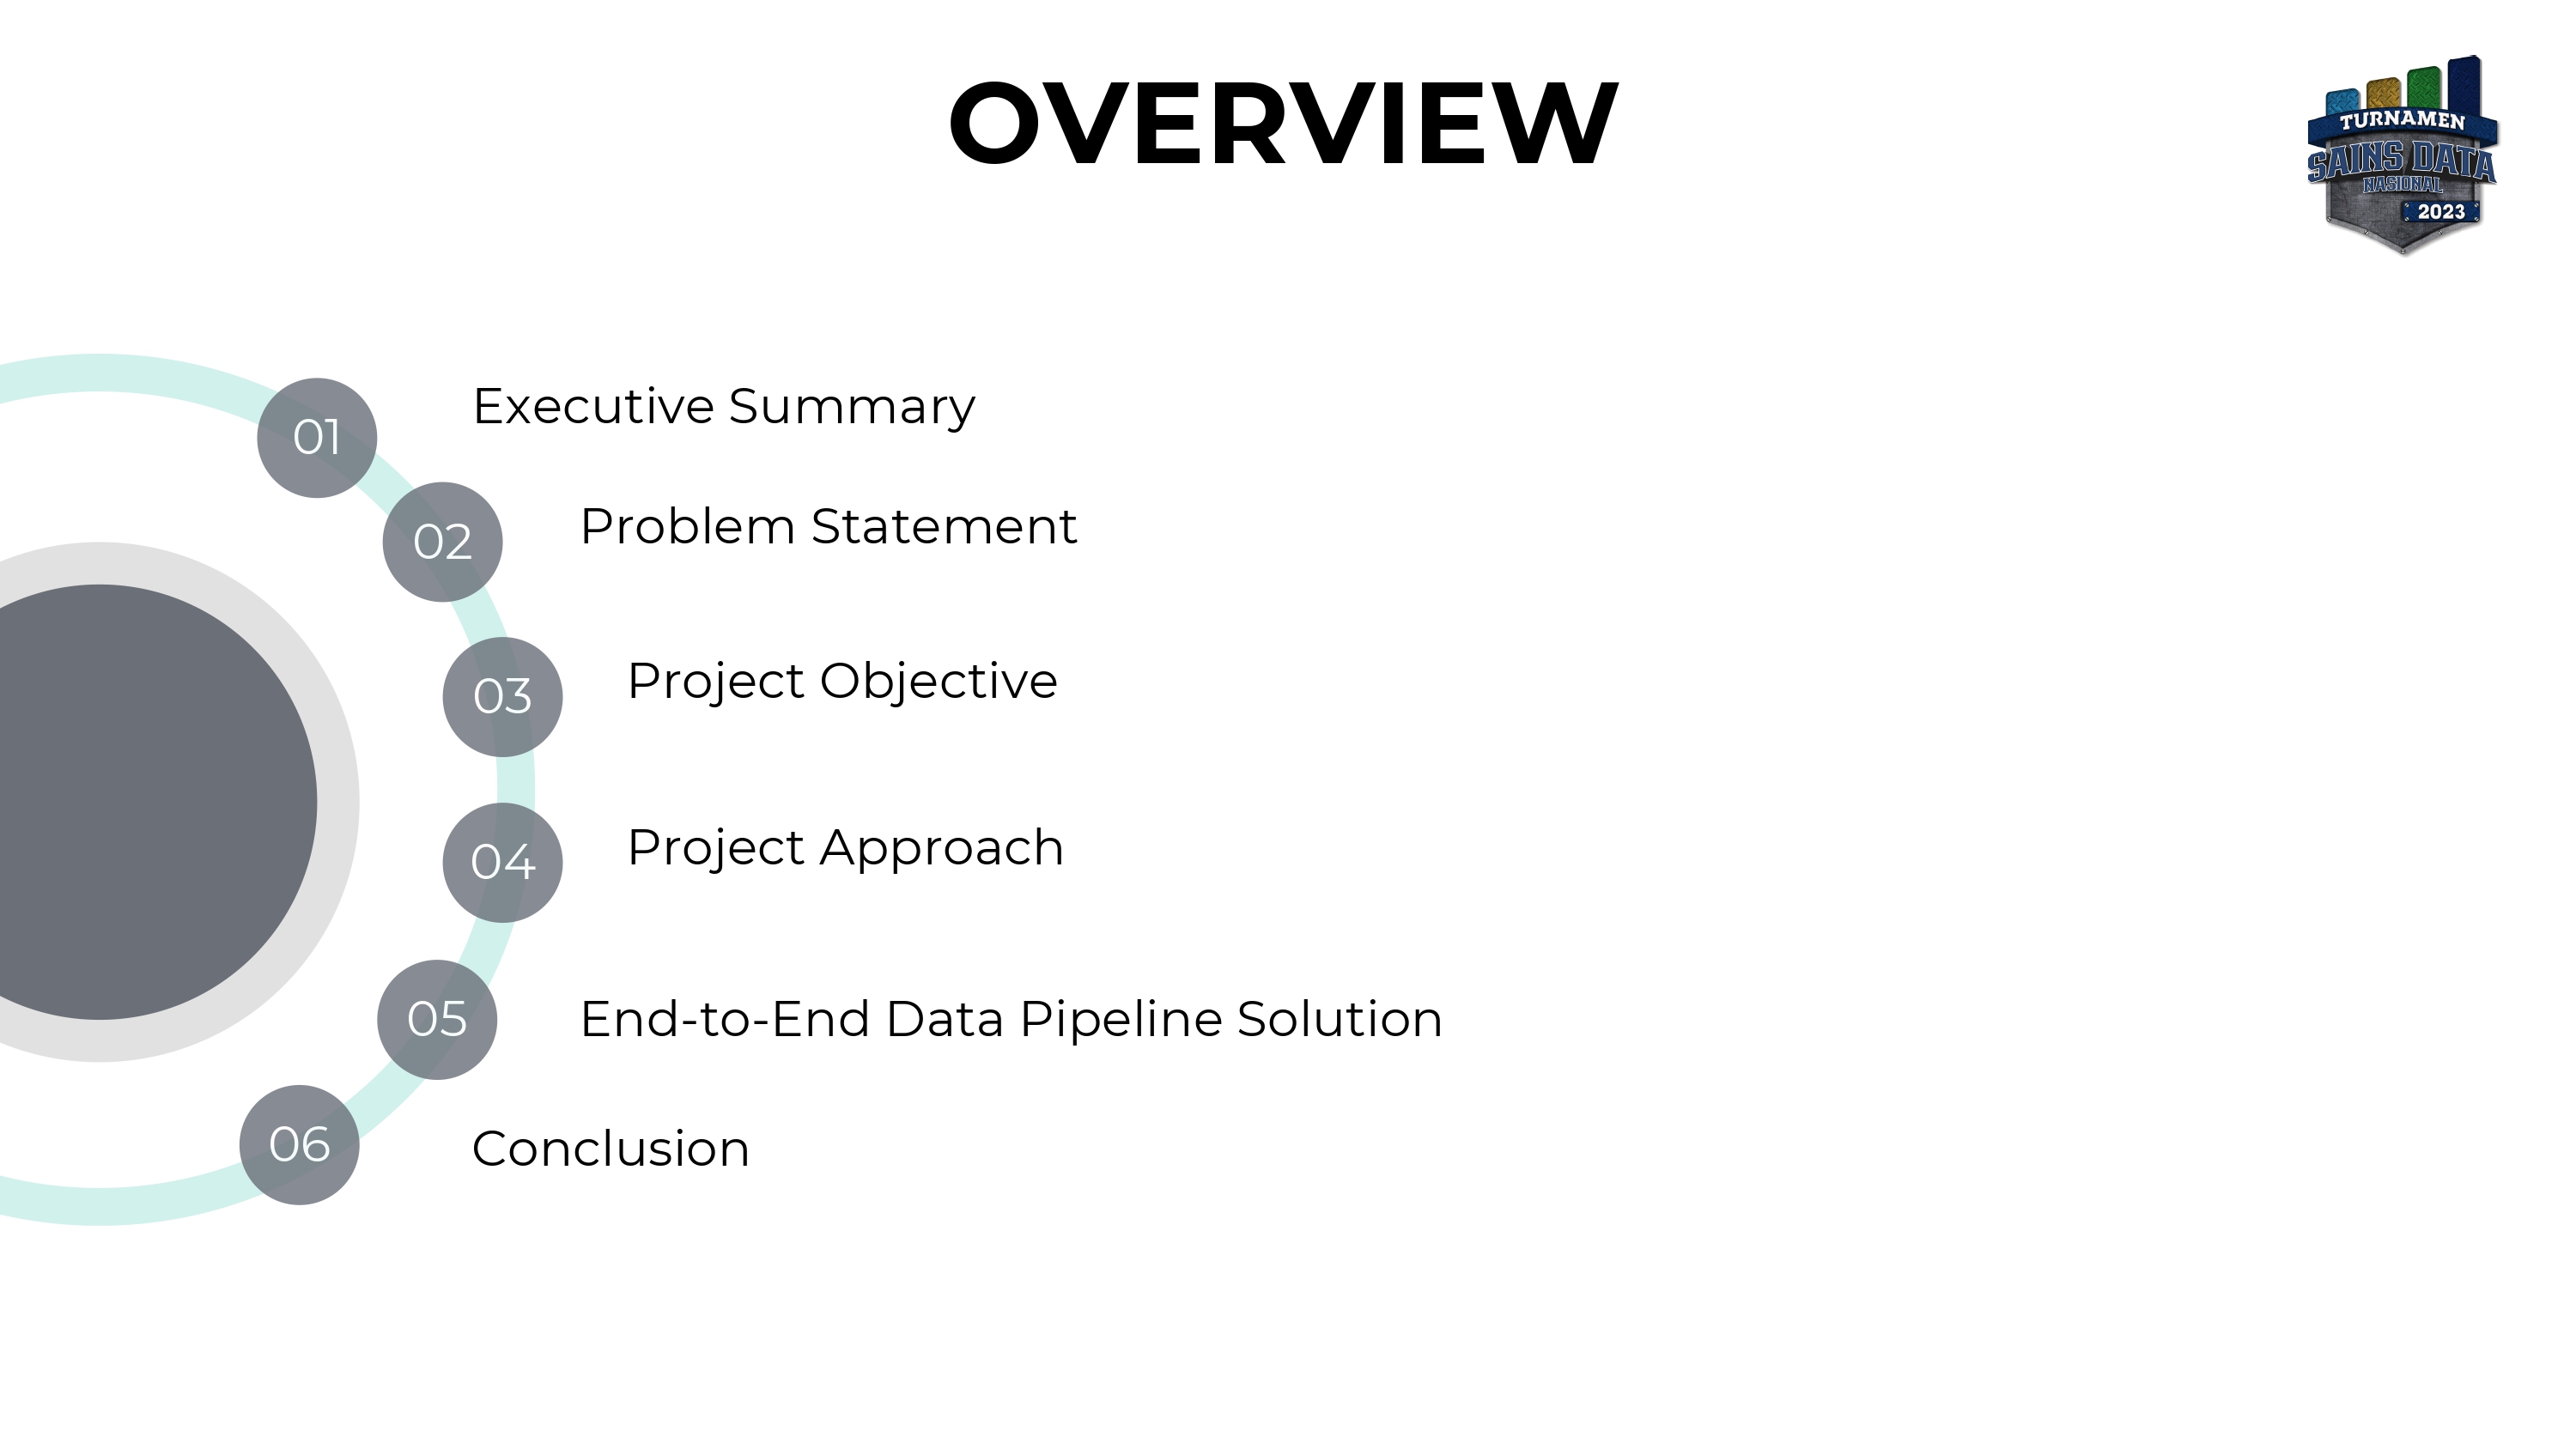 OVERVIEW
TURNAMEN
SAINS DATA
NASIONAL
2023
01
Executive Summary
02
Problem Statement
03
Project Objective
04
Project Approach
05
End-to-End Data Pipeline Solution
06
Conclusion